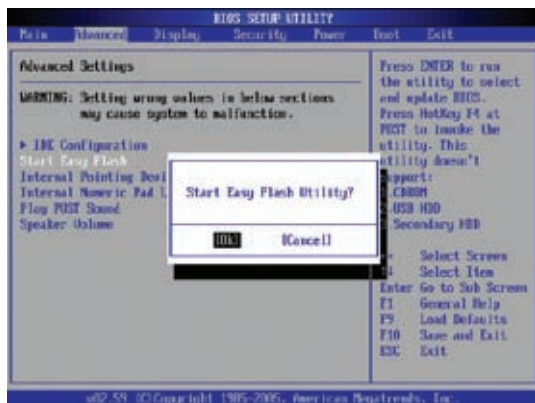 BIOS SETUP UTILITY
Main Advanced Display Security Power Boot Exit
Advanced Settings
WARNING: Setting wrong values in below sections
may cause system to malfunction.
▶ IDE Configuration
Start Easy Flash
Internal Pointing Devi
Internal Numeric Pad L
Play POST Sound
Speaker Volume
Start Easy Flash Utility?
[Ok] [Cancel]
Press ENTER to run
the utility to select
and update BIOS.
Press HotKey F4 at
POST to invoke the
utility. This
utility doesn't
support:
CDROM
USB HDD
Secondary HDD
Select Screen
Select Item
Enter Go to Sub Screen
F1 General Help
F9 Load Defaults
F10 Save and Exit
ESC Exit
v02.59 (C)Copyright 1985-2005, American Megatrends, Inc.